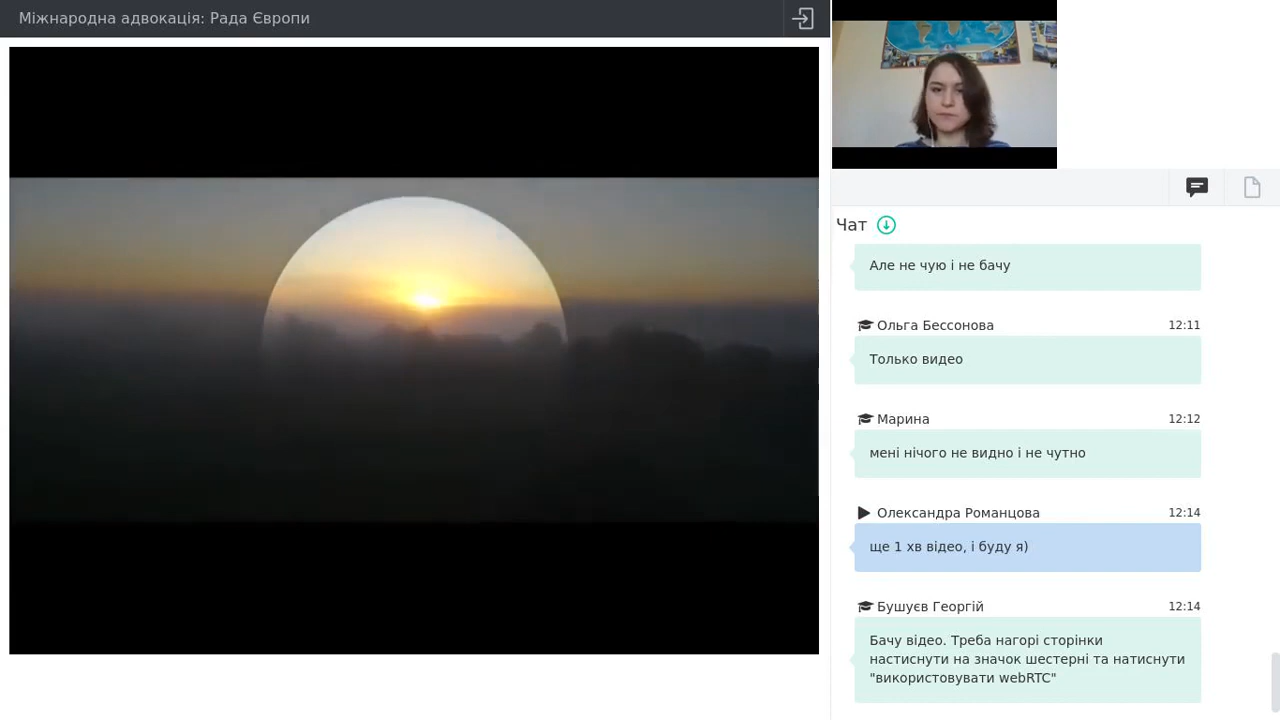 Міжнародна адвокація: Рада Європи
Чат
Але не чую і не бачу
Ольга Бессонова 12:11
Только видео
Марина 12:12
мені нічого не видно і не чутно
Олександра Романцова 12:14
ще 1 хв відео, і буду я)
Бушуєв Георгій 12:14
Бачу відео. Треба нагорі сторінки
настиснути на значок шестерні та натиснути
"використовувати webRTC"